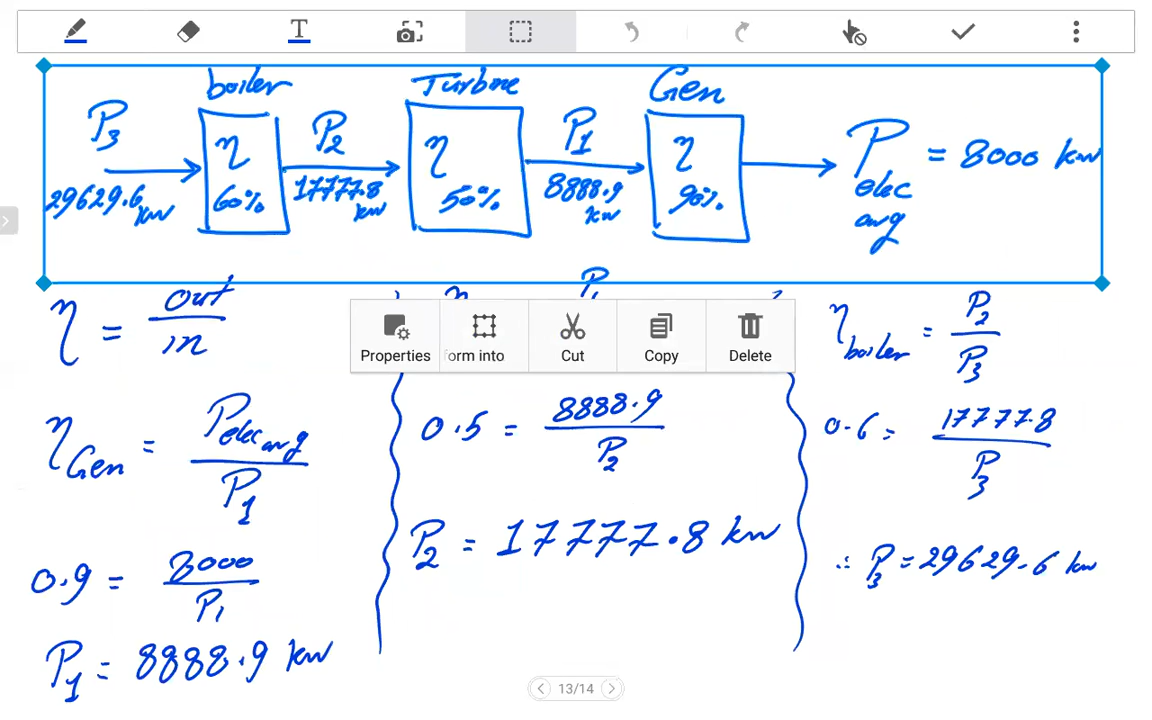 boiler Turbine Gen
P3 η 60% P2 η 50% P1 η 90% P elec avg = 8000 kw
29629.6 kw 17777.8 kw 8888.9 kw
η = out/in
η Gen = P elec avg / P1
0.9 = 8000 / P1
P1 = 8888.9 kw
Properties
form into
Cut
Copy
Delete
P1
0.5 = 8888.9 / P2
P2 = 17777.8 kw
η boiler = P2 / P3
0.6 = 17777.8 / P3
∴ P3 = 29629.6 kw
13/14